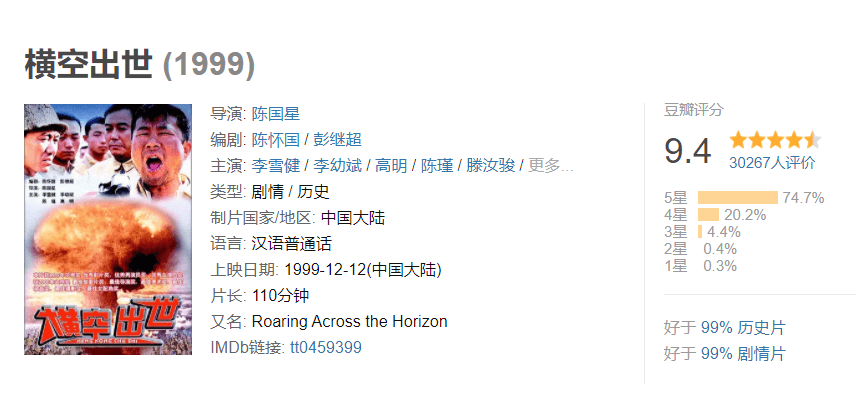 横空出世 (1999)
导演: 陈国星
编剧: 陈怀国 / 彭继超
主演: 李雪健 / 李幼斌 / 高明 / 陈瑾 / 滕汝骏 / 更多...
类型: 剧情 / 历史
制片国家/地区: 中国大陆
语言: 汉语普通话
上映日期: 1999-12-12(中国大陆)
片长: 110分钟
又名: Roaring Across the Horizon
IMDb链接: tt0459399
横空出世
豆瓣评分
9.4
30267人评价
5星 74.7%
4星 20.2%
3星 4.4%
2星 0.4%
1星 0.3%
好于 99% 历史片
好于 99% 剧情片